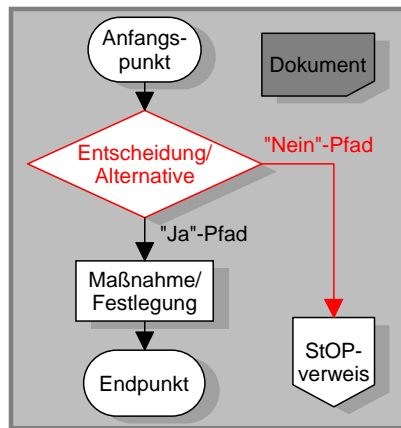 Anfangs-
punkt
Dokument
Entscheidung/
Alternative
"Nein"-Pfad
"Ja"-Pfad
Maßnahme/
Festlegung
StOP-
verweis
Endpunkt